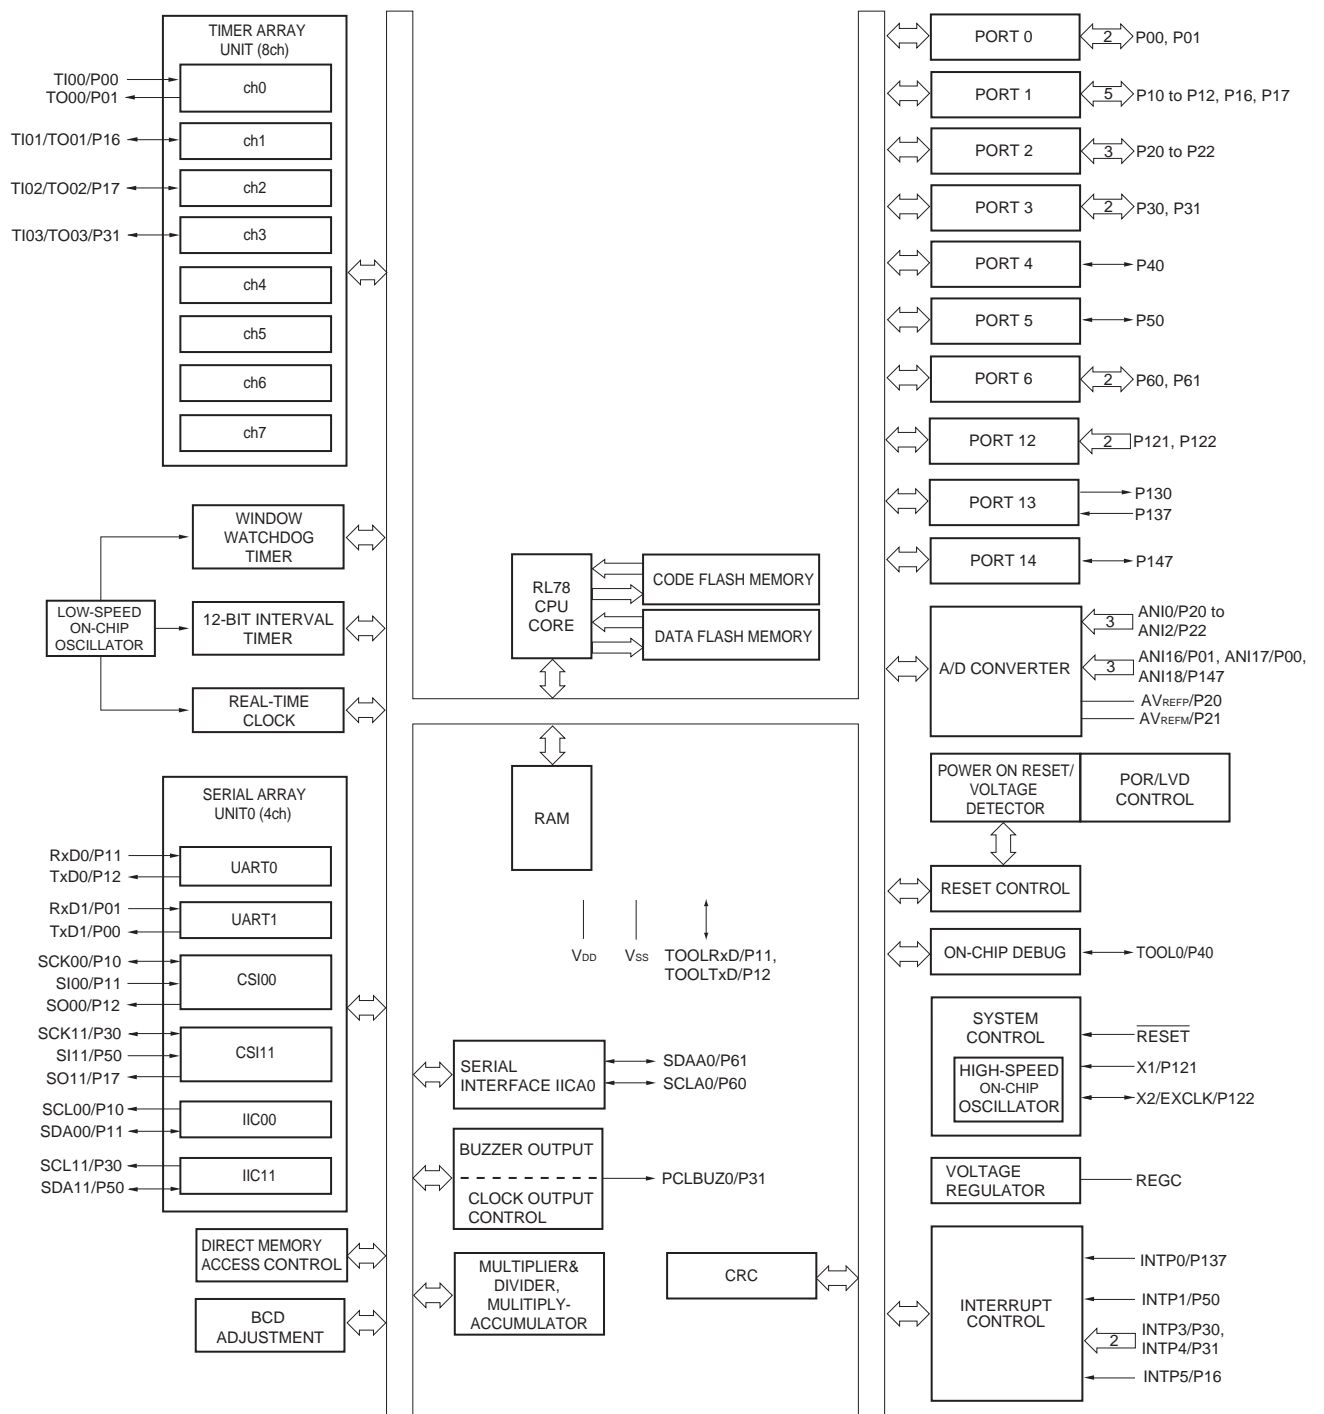 TIMER ARRAY
UNIT (8ch)
TI00/P00
TO00/P01
ch0
TI01/TO01/P16
ch1
TI02/TO02/P17
ch2
TI03/TO03/P31
ch3
ch4
ch5
ch6
ch7
WINDOW
WATCHDOG
TIMER
LOW-SPEED
ON-CHIP
OSCILLATOR
12-BIT INTERVAL
TIMER
REAL-TIME
CLOCK
SERIAL ARRAY
UNIT0 (4ch)
RxD0/P11
TxD0/P12
UART0
RxD1/P01
TxD1/P00
UART1
SCK00/P10
SI00/P11
SO00/P12
CSI00
SCK11/P30
SI11/P50
SO11/P17
CSI11
SCL00/P10
SDA00/P11
IIC00
SCL11/P30
SDA11/P50
IIC11
DIRECT MEMORY
ACCESS CONTROL
BCD
ADJUSTMENT
RL78
CPU
CORE
CODE FLASH MEMORY
DATA FLASH MEMORY
RAM
VDD
VSS
TOOLRxD/P11,
TOOLTxD/P12
SERIAL
INTERFACE IICA0
SDAA0/P61
SCLA0/P60
BUZZER OUTPUT
CLOCK OUTPUT
CONTROL
PCLBUZ0/P31
MULTIPLIER&
DIVIDER,
MULITIPLY-
ACCUMULATOR
CRC
PORT 0
2
P00, P01
PORT 1
5
P10 to P12, P16, P17
PORT 2
3
P20 to P22
PORT 3
2
P30, P31
PORT 4
P40
PORT 5
P50
PORT 6
2
P60, P61
PORT 12
2
P121, P122
PORT 13
P130
P137
PORT 14
P147
A/D CONVERTER
3
ANI0/P20 to
ANI2/P22
3
ANI16/P01, ANI17/P00,
ANI18/P147
AVREFP/P20
AVREFM/P21
POWER ON RESET/
VOLTAGE
DETECTOR
POR/LVD
CONTROL
RESET CONTROL
ON-CHIP DEBUG
TOOL0/P40
SYSTEM
CONTROL
HIGH-SPEED
ON-CHIP
OSCILLATOR
RESET
X1/P121
X2/EXCLK/P122
VOLTAGE
REGULATOR
REGC
INTERRUPT
CONTROL
INTP0/P137
INTP1/P50
2
INTP3/P30,
INTP4/P31
INTP5/P16